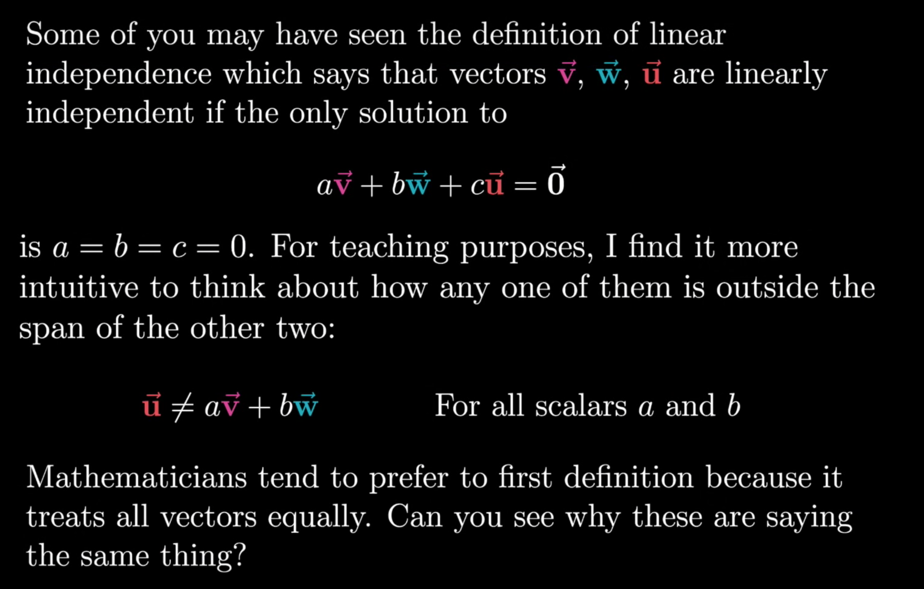 Some of you may have seen the definition of linear
independence which says that vectors v⃗, w⃗, u⃗ are linearly
independent if the only solution to
av⃗ + bw⃗ + cu⃗ = 0⃗
is a = b = c = 0. For teaching purposes, I find it more
intuitive to think about how any one of them is outside the
span of the other two:
u⃗ ≠ av⃗ + bw⃗ For all scalars a and b
Mathematicians tend to prefer to first definition because it
treats all vectors equally. Can you see why these are saying
the same thing?